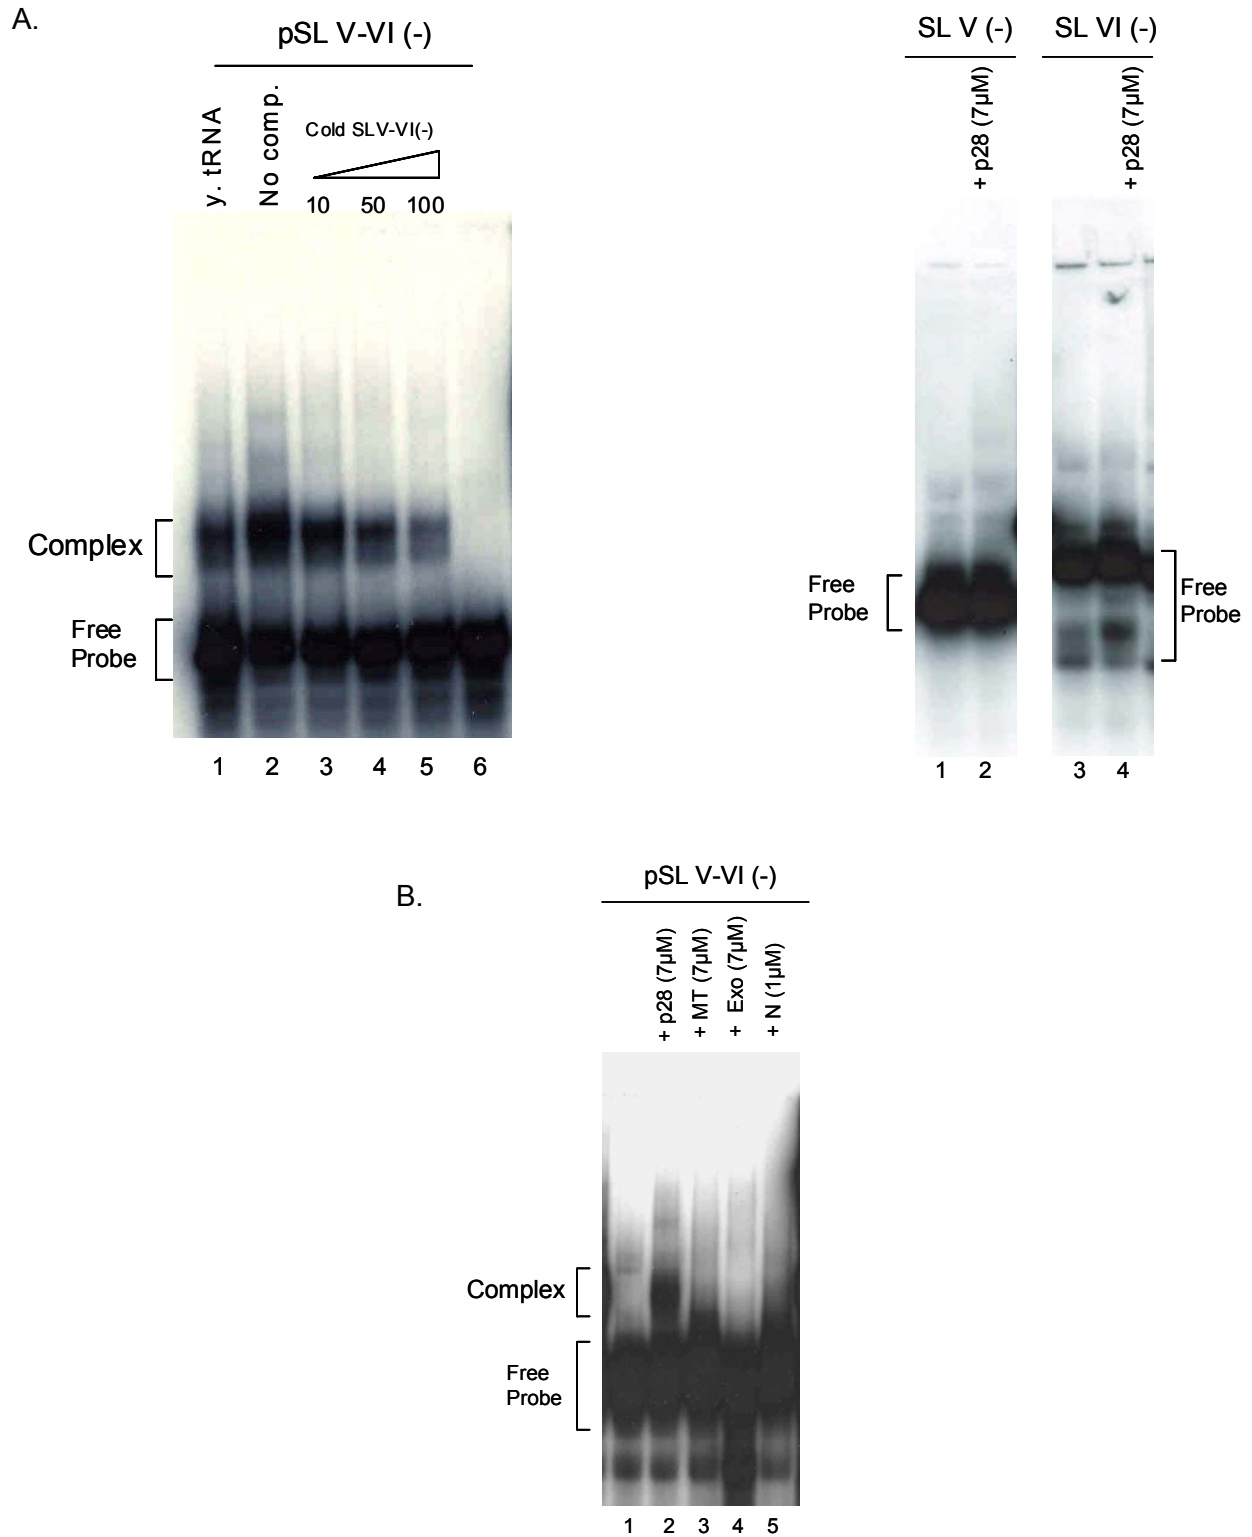 A.
pSL V-VI (-)
y. tRNA
No comp.
Cold SLV-VI(-)
10 50 100
Complex
Free
Probe
1 2 3 4 5 6
SL V (-) SL VI (-)
+ p28 (7µM)
+ p28 (7µM)
Free
Probe
Free
Probe
1 2 3 4
B.
pSL V-VI (-)
+ p28 (7µM)
+ MT (7µM)
+ Exo (7µM)
+ N (1µM)
Complex
Free
Probe
1 2 3 4 5